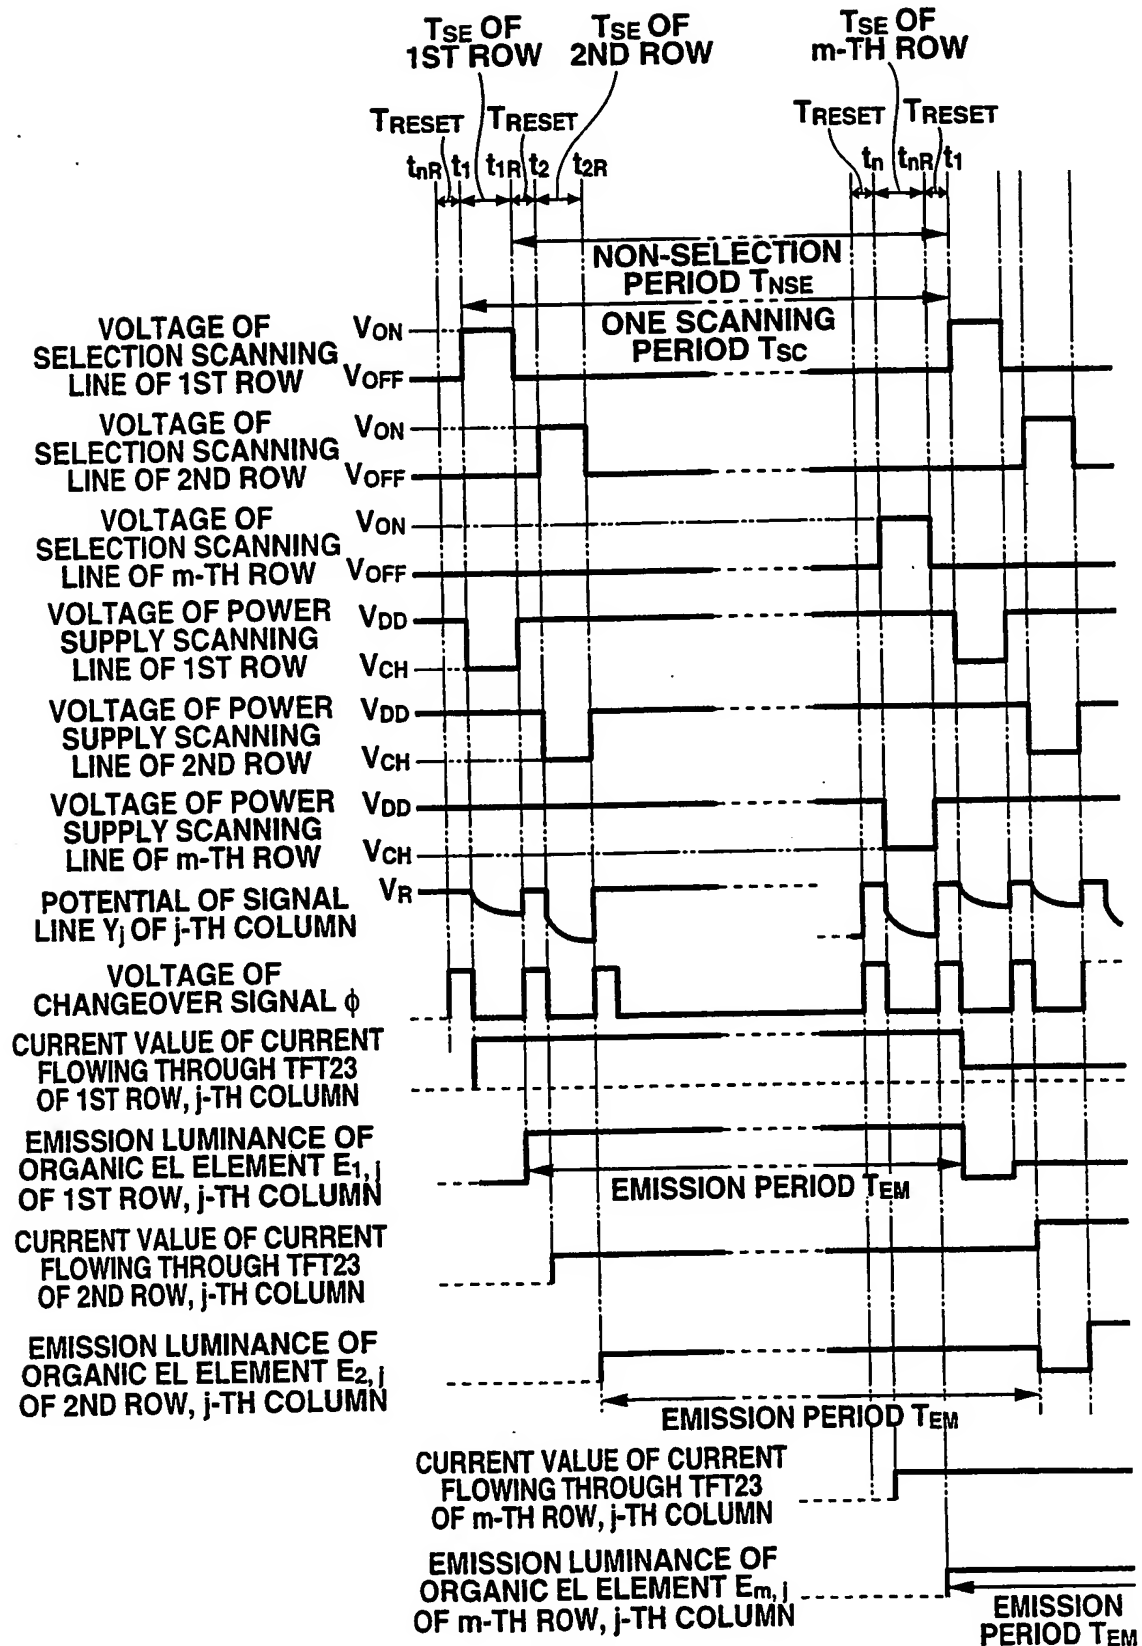 TSE OF
1ST ROW
TSE OF
2ND ROW
TSE OF
m-TH ROW
TRESET TRESET
TRESET TRESET
tnR t1 t1R t2 t2R
tn tnR t1
NON-SELECTION
PERIOD TNSE
ONE SCANNING
PERIOD TSC
VOLTAGE OF
SELECTION SCANNING
LINE OF 1ST ROW
VON
VOFF
VOLTAGE OF
SELECTION SCANNING
LINE OF 2ND ROW
VON
VOFF
VOLTAGE OF
SELECTION SCANNING
LINE OF m-TH ROW
VON
VOFF
VOLTAGE OF POWER
SUPPLY SCANNING
LINE OF 1ST ROW
VDD
VCH
VOLTAGE OF POWER
SUPPLY SCANNING
LINE OF 2ND ROW
VDD
VCH
VOLTAGE OF POWER
SUPPLY SCANNING
LINE OF m-TH ROW
VDD
VCH
POTENTIAL OF SIGNAL
LINE Yj OF j-TH COLUMN
VR
VOLTAGE OF
CHANGEOVER SIGNAL ϕ
CURRENT VALUE OF CURRENT
FLOWING THROUGH TFT23
OF 1ST ROW, j-TH COLUMN
EMISSION LUMINANCE OF
ORGANIC EL ELEMENT E1, j
OF 1ST ROW, j-TH COLUMN
EMISSION PERIOD TEM
CURRENT VALUE OF CURRENT
FLOWING THROUGH TFT23
OF 2ND ROW, j-TH COLUMN
EMISSION LUMINANCE OF
ORGANIC EL ELEMENT E2, j
OF 2ND ROW, j-TH COLUMN
EMISSION PERIOD TEM
CURRENT VALUE OF CURRENT
FLOWING THROUGH TFT23
OF m-TH ROW, j-TH COLUMN
EMISSION LUMINANCE OF
ORGANIC EL ELEMENT Em, j
OF m-TH ROW, j-TH COLUMN
EMISSION
PERIOD TEM